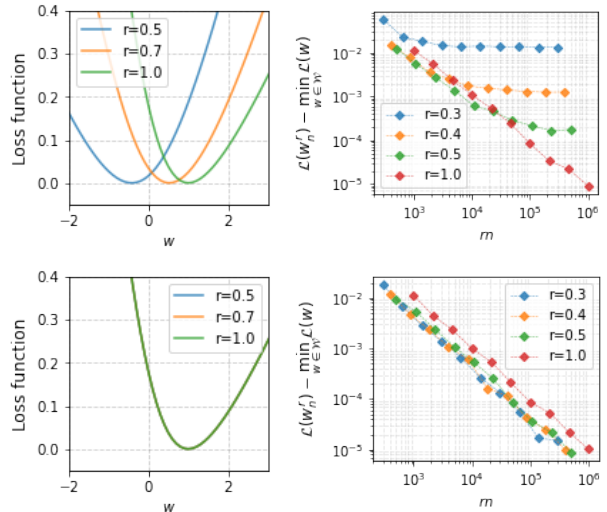 0.4
0.3
0.2
0.1
0.0
Loss function
r=0.5
r=0.7
r=1.0
−2
0
2
w
10⁻²
10⁻³
10⁻⁴
10⁻⁵
ℒ(wₙʳ) − min ℒ(w)
w ∈ 𝒲
r=0.3
r=0.4
r=0.5
r=1.0
10³
10⁴
10⁵
10⁶
rn
0.4
0.3
0.2
0.1
0.0
Loss function
r=0.5
r=0.7
r=1.0
−2
0
2
w
10⁻²
10⁻³
10⁻⁴
10⁻⁵
ℒ(wₙʳ) − min ℒ(w)
w ∈ 𝒲
r=0.3
r=0.4
r=0.5
r=1.0
10³
10⁴
10⁵
10⁶
rn